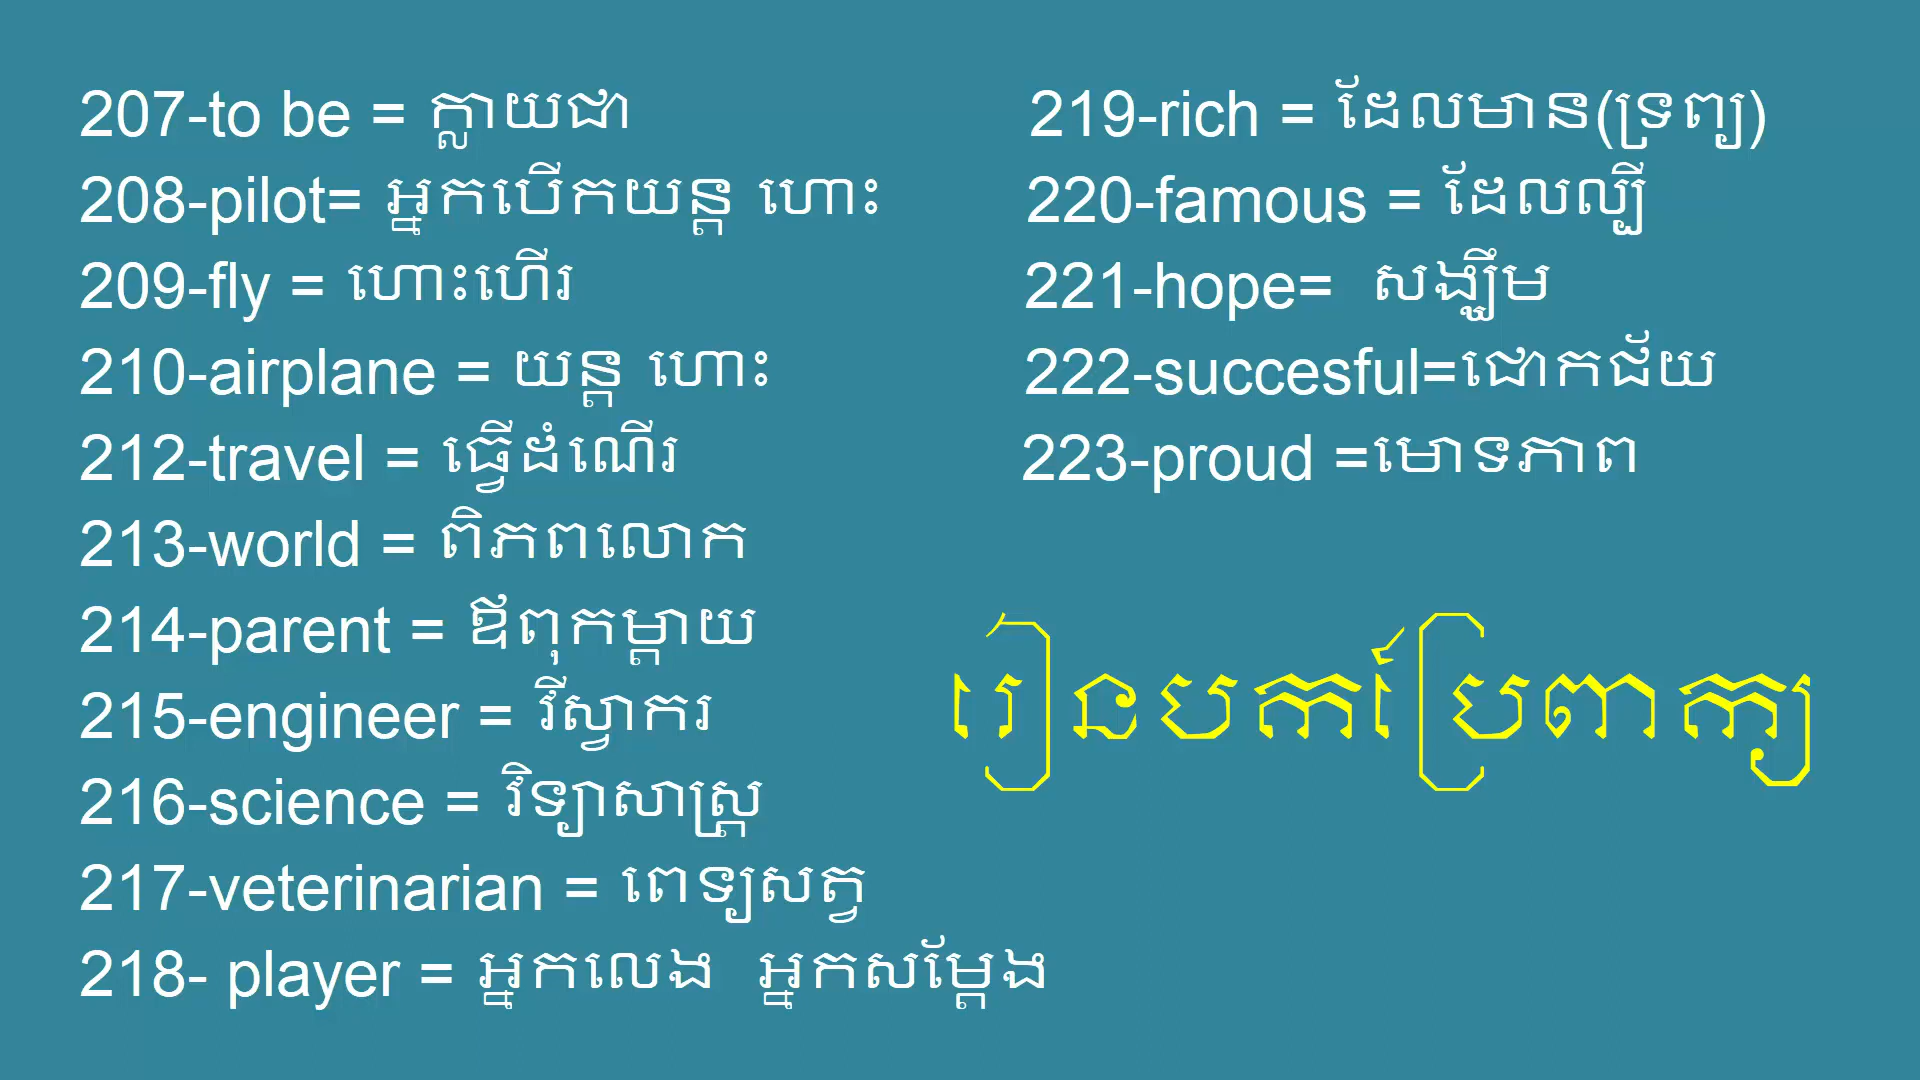 207-to be = ក្លាយជា
208-pilot= អ្នកបើកយន្ត ហោះ
209-fly = ហោះហើរ
210-airplane = យន្ត ហោះ
212-travel = ធ្វើដំណើរ
213-world = ពិភពលោក
214-parent = ឪពុកម្តាយ
215-engineer = វីស្វាករ
216-science = វិទ្យាសាស្ត្រ
217-veterinarian = ពេទ្យសត្វ
218- player = អ្នកលេង  អ្នកសម្តែង
219-rich = ដែលមាន(ទ្រព្យ)
220-famous = ដែលល្បី
221-hope=  សង្ឃឹម
222-succesful=ជោគជ័យ
223-proud =មោទភាព
រៀនបកប្រែពាក្យ